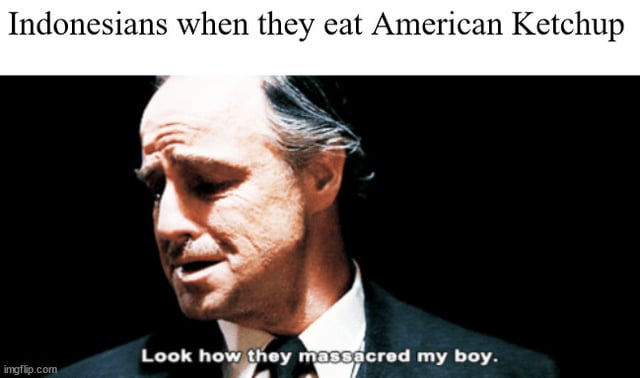 Indonesians when they eat American Ketchup
Look how they massacred my boy.
imgflip.com